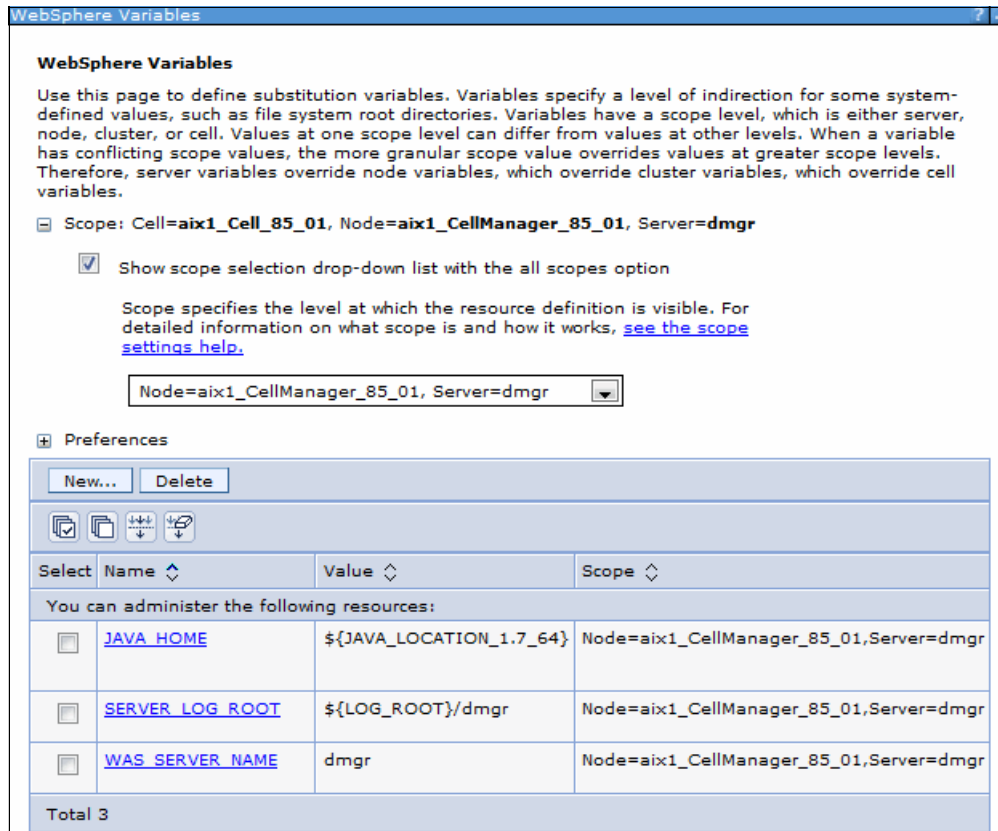 WebSphere Variables
?
WebSphere Variables
Use this page to define substitution variables. Variables specify a level of indirection for some system-
defined values, such as file system root directories. Variables have a scope level, which is either server,
node, cluster, or cell. Values at one scope level can differ from values at other levels. When a variable
has conflicting scope values, the more granular scope value overrides values at greater scope levels.
Therefore, server variables override node variables, which override cluster variables, which override cell
variables.
Scope: Cell=aix1_Cell_85_01, Node=aix1_CellManager_85_01, Server=dmgr
Show scope selection drop-down list with the all scopes option
Scope specifies the level at which the resource definition is visible. For
detailed information on what scope is and how it works, see the scope
settings help.
Node=aix1_CellManager_85_01, Server=dmgr
Preferences
New... Delete
Select Name Value Scope
You can administer the following resources:
JAVA_HOME ${JAVA_LOCATION_1.7_64} Node=aix1_CellManager_85_01,Server=dmgr
SERVER_LOG_ROOT ${LOG_ROOT}/dmgr Node=aix1_CellManager_85_01,Server=dmgr
WAS_SERVER_NAME dmgr Node=aix1_CellManager_85_01,Server=dmgr
Total 3